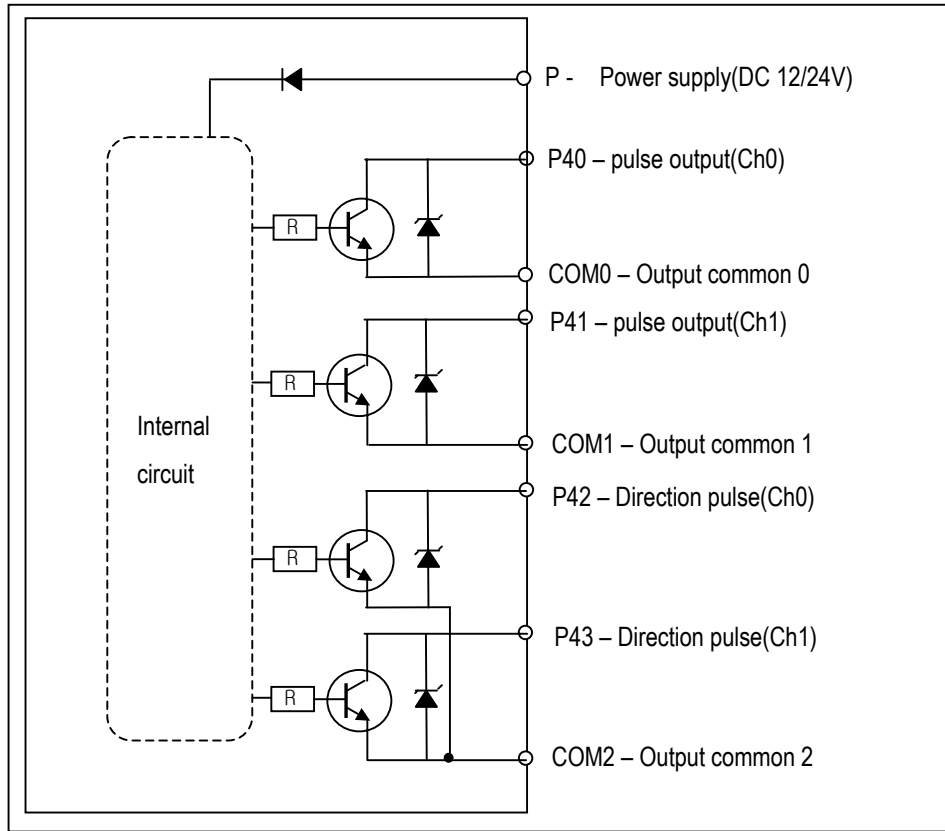 P - Power supply(DC 12/24V)
P40 – pulse output(Ch0)
R
COM0 – Output common 0
P41 – pulse output(Ch1)
R
Internal
circuit
COM1 – Output common 1
P42 – Direction pulse(Ch0)
R
P43 – Direction pulse(Ch1)
R
COM2 – Output common 2